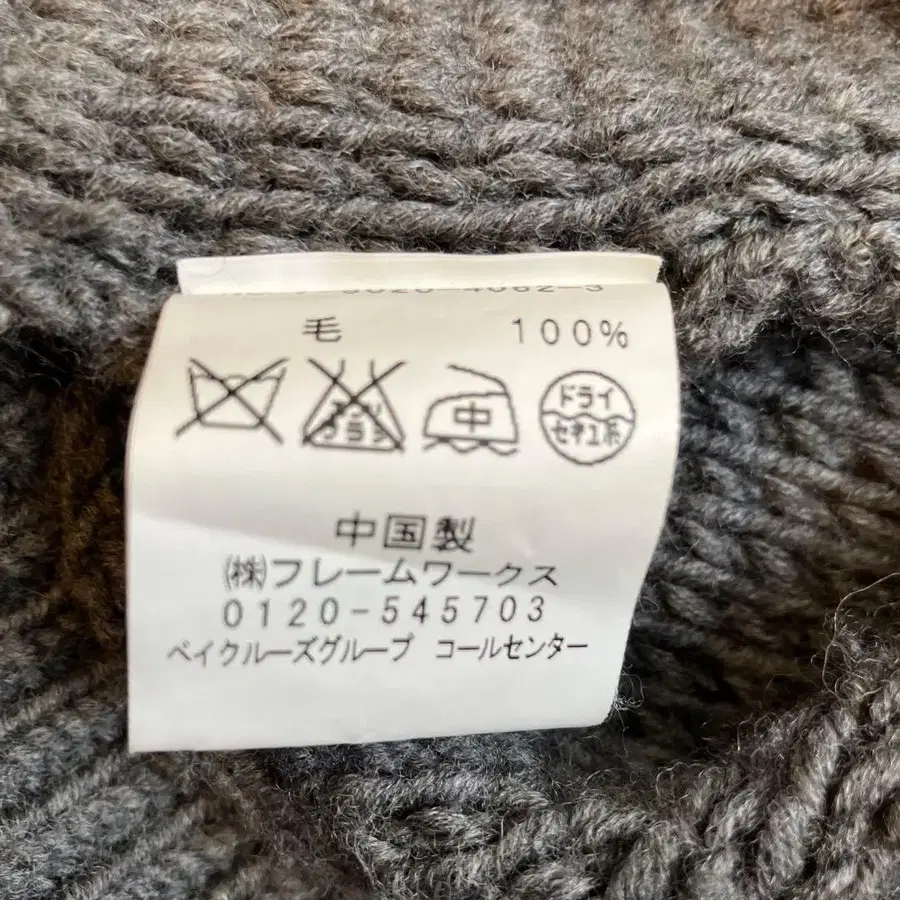 毛 100%
中 ドライ
セキユ系
中国製
(株)フレームワークス
0120-545703
ベイクルーズグループ コールセンター